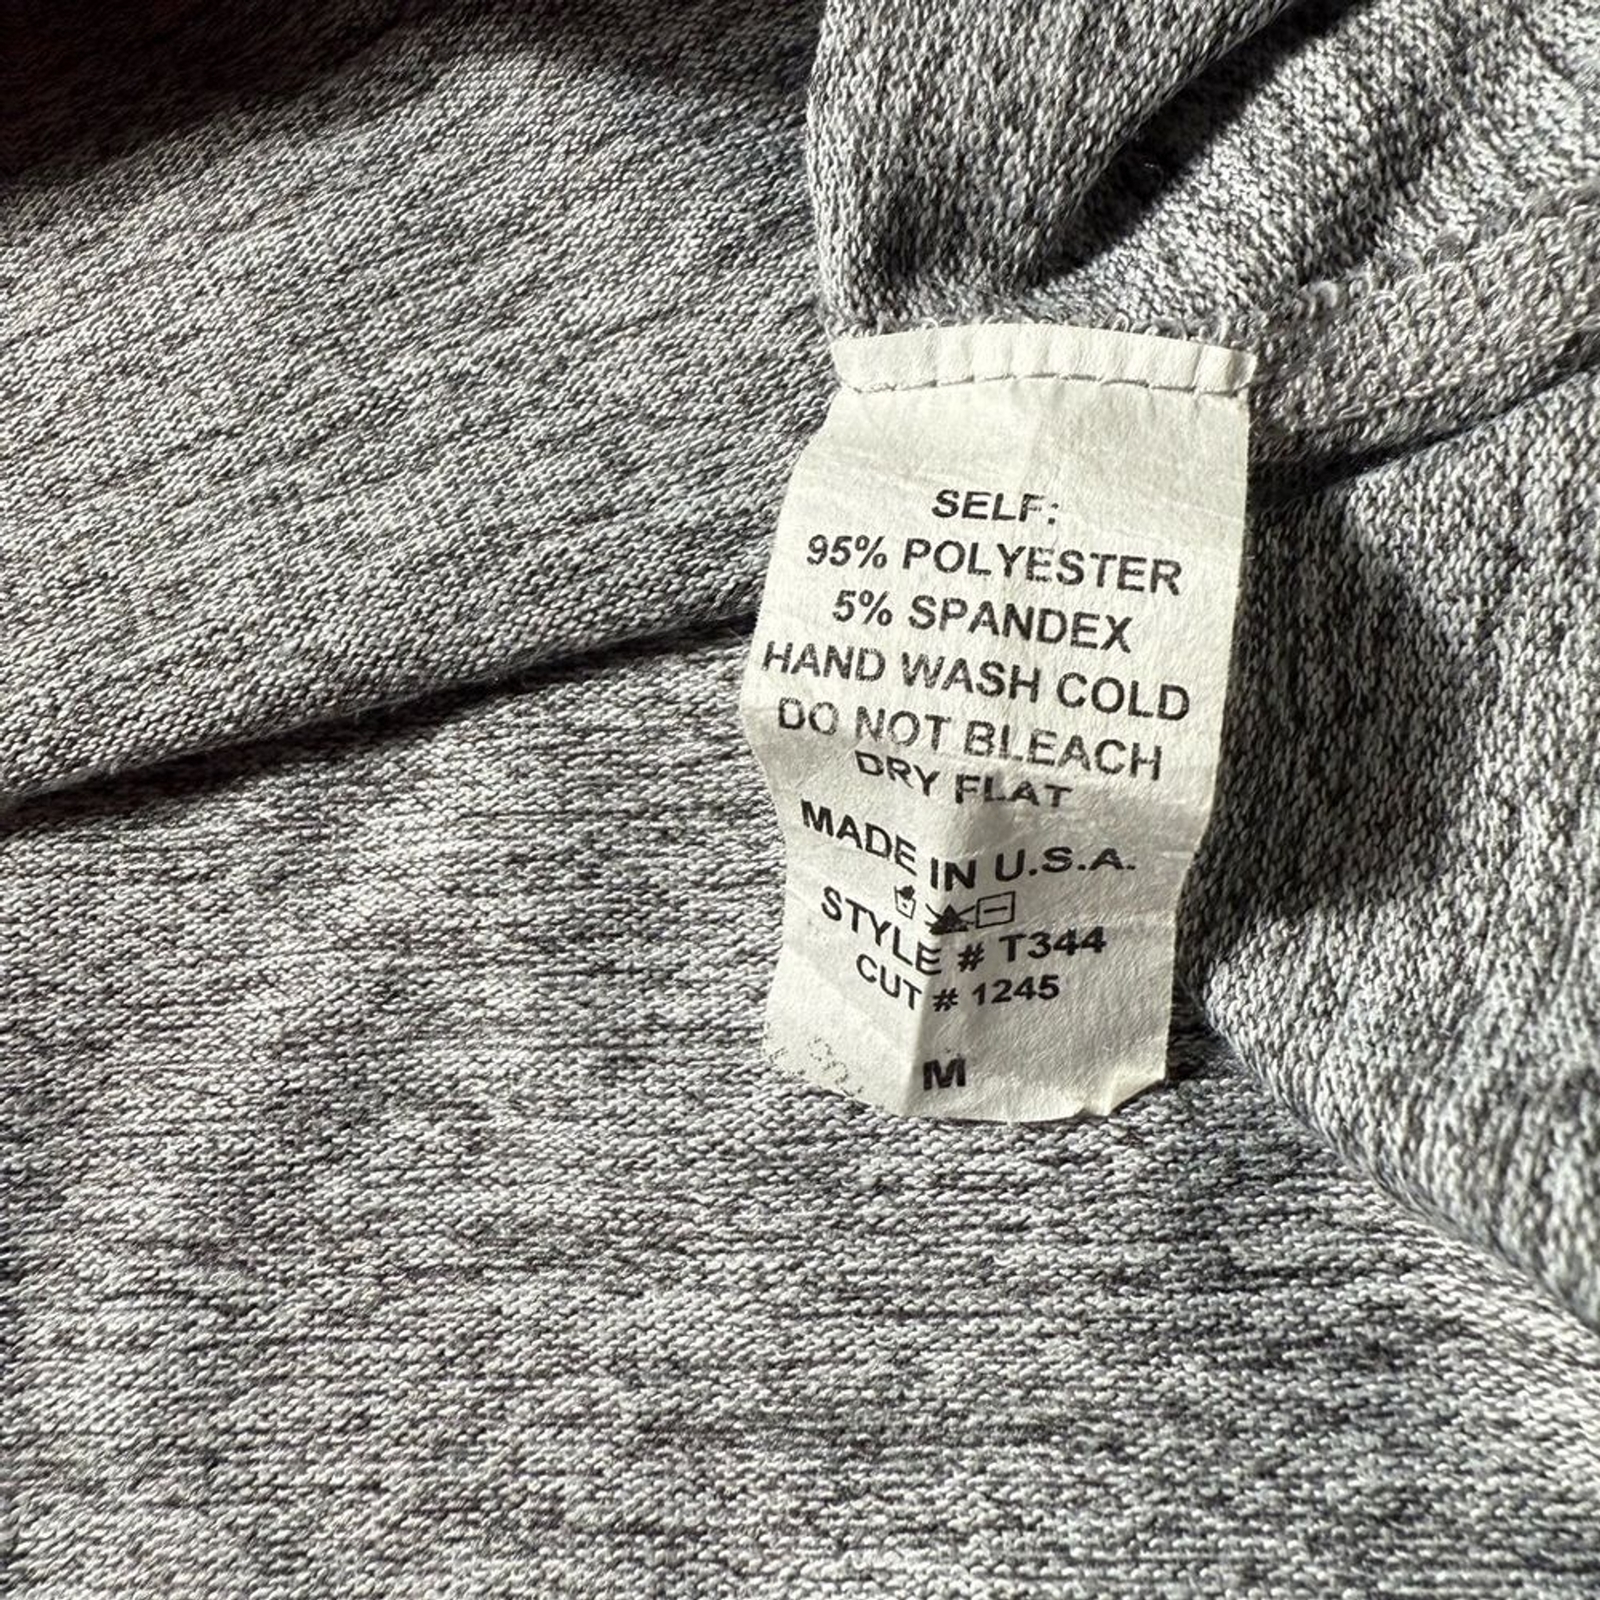 SELF:
95% POLYESTER
5% SPANDEX
HAND WASH COLD
DO NOT BLEACH
DRY FLAT
MADE IN U.S.A.
STYLE # T344
CUT # 1245
M